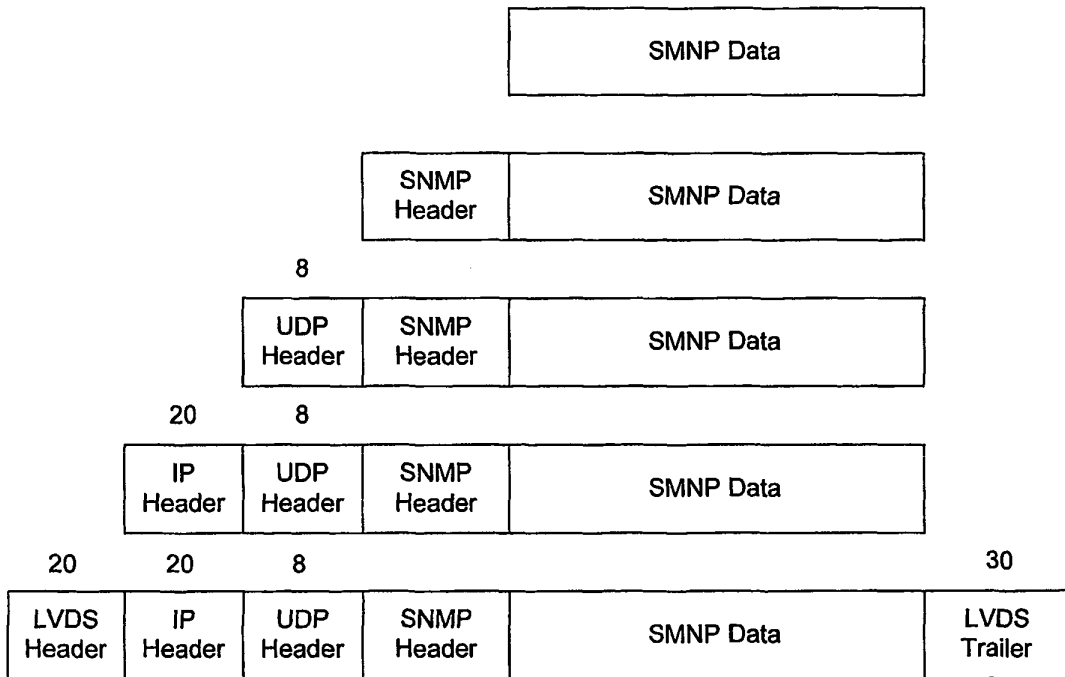 SMNP Data
SNMP
Header
SMNP Data
8
UDP
Header
SNMP
Header
SMNP Data
20
8
IP
Header
UDP
Header
SNMP
Header
SMNP Data
20
20
8
30
LVDS
Header
IP
Header
UDP
Header
SNMP
Header
SMNP Data
LVDS
Trailer